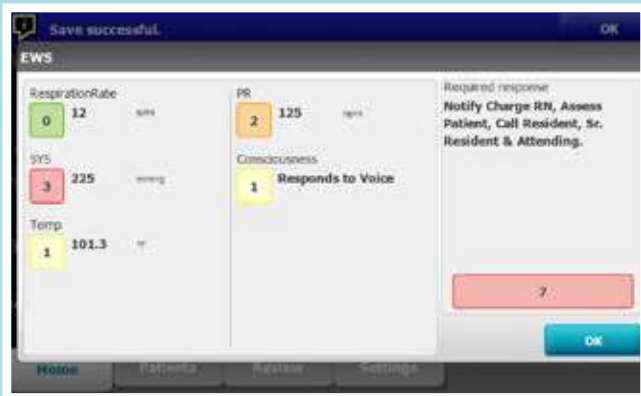 Save successful.
OK
EWS
RespirationRate
0
12
SYS
3
225
Temp
1
101.3
°F
PR
2
125
Consciousness
1
Responds to Voice
Required response
Notify Charge RN, Assess
Patient, Call Resident, Sr.
Resident & Attending.
7
OK
Home
Patients
Review
Settings